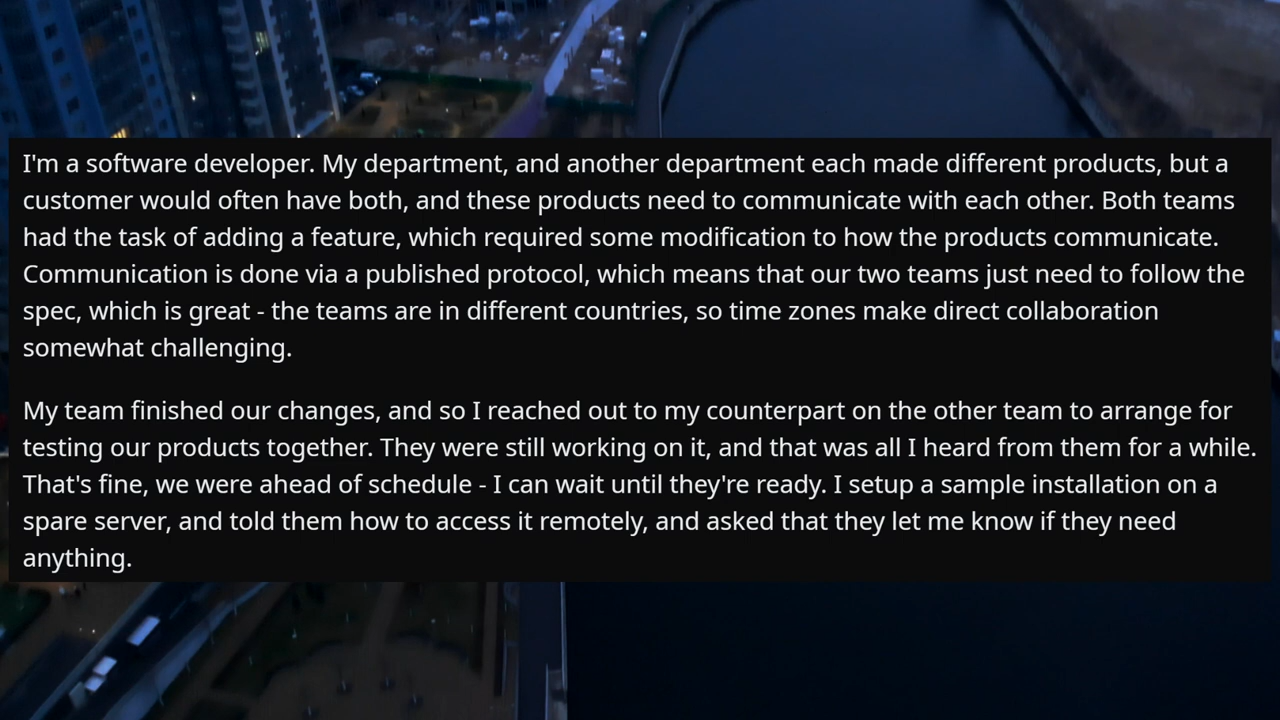 I'm a software developer. My department, and another department each made different products, but a
customer would often have both, and these products need to communicate with each other. Both teams
had the task of adding a feature, which required some modification to how the products communicate.
Communication is done via a published protocol, which means that our two teams just need to follow the
spec, which is great - the teams are in different countries, so time zones make direct collaboration
somewhat challenging.
My team finished our changes, and so I reached out to my counterpart on the other team to arrange for
testing our products together. They were still working on it, and that was all I heard from them for a while.
That's fine, we were ahead of schedule - I can wait until they're ready. I setup a sample installation on a
spare server, and told them how to access it remotely, and asked that they let me know if they need
anything.